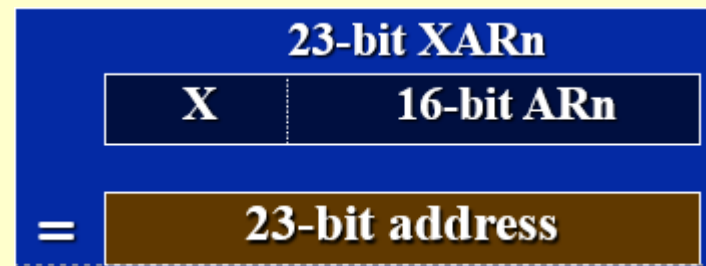 23-bit XARn
X 16-bit ARn
= 23-bit address